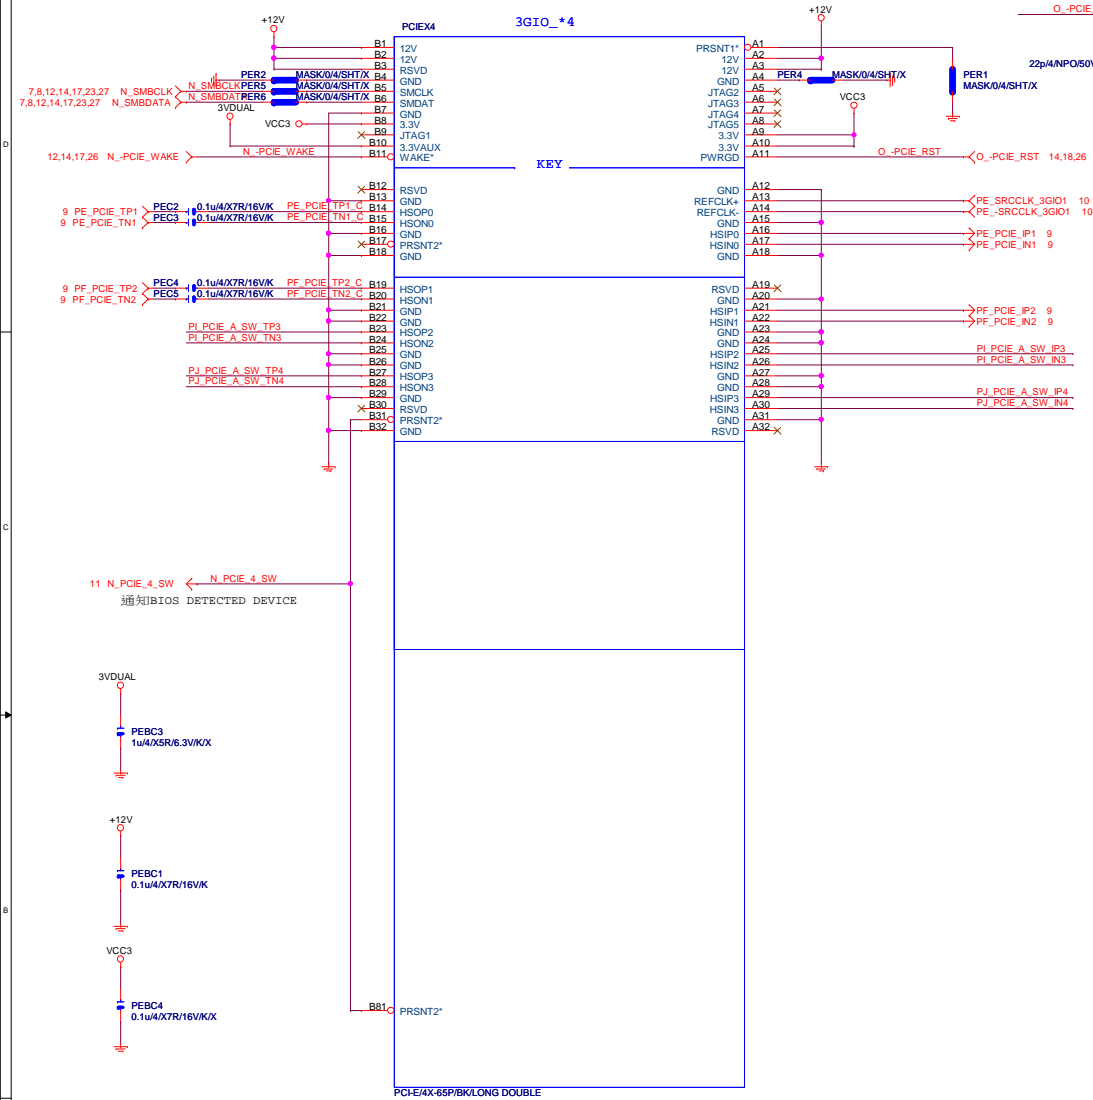 O_-PCIE
+12V
PCIEX4
3GIO_*4
+12V
B1 12V PRSNT1* A1
B2 12V 12V A2
B3 RSVD 12V A3
22p/4/NPO/50V
PER2 MASK/0/4/SHT/X B4 GND GND A4 PER4 MASK/0/4/SHT/X
PER1
MASK/0/4/SHT/X
7,8,12,14,17,23,27 N_SMBCLK N_SMBCLK PER5 MASK/0/4/SHT/X B5 SMCLK JTAG2 A5
7,8,12,14,17,23,27 N_SMBDATA N_SMBDATA PER6 MASK/0/4/SHT/X B6 SMDAT JTAG3 A6
3VDUAL B7 GND JTAG4 A7 VCC3
VCC3 B8 3.3V JTAG5 A8
B9 JTAG1 3.3V A9
B10 3.3VAUX 3.3V A10
12,14,17,26 N_-PCIE_WAKE N_-PCIE_WAKE B11 WAKE* PWRGD A11 O_-PCIE_RST O_-PCIE_RST 14,18,26
KEY
B12 RSVD GND A12
B13 GND REFCLK+ A13 PE_SRCCLK_3GIO1 10
9 PE_PCIE_TP1 PEC2 0.1u/4/X7R/16V/K PE_PCIE_TP1_C B14 HSOP0 REFCLK- A14 PE_-SRCCLK_3GIO1 10
9 PE_PCIE_TN1 PEC3 0.1u/4/X7R/16V/K PE_PCIE_TN1_C B15 HSON0 GND A15
B16 GND HSIP0 A16 PE_PCIE_IP1 9
B17 PRSNT2* HSIN0 A17 PE_PCIE_IN1 9
B18 GND GND A18
9 PF_PCIE_TP2 PEC4 0.1u/4/X7R/16V/K PF_PCIE_TP2_C B19 HSOP1 RSVD A19
9 PF_PCIE_TN2 PEC5 0.1u/4/X7R/16V/K PF_PCIE_TN2_C B20 HSON1 GND A20
B21 GND HSIP1 A21 PF_PCIE_IP2 9
B22 GND HSIN1 A22 PF_PCIE_IN2 9
PI_PCIE_A_SW_TP3 B23 HSOP2 GND A23
PI_PCIE_A_SW_TN3 B24 HSON2 GND A24
B25 GND HSIP2 A25 PI_PCIE_A_SW_IP3
B26 GND HSIN2 A26 PI_PCIE_A_SW_IN3
PJ_PCIE_A_SW_TP4 B27 HSOP3 GND A27
PJ_PCIE_A_SW_TN4 B28 HSON3 GND A28
B29 GND HSIP3 A29 PJ_PCIE_A_SW_IP4
B30 RSVD HSIN3 A30 PJ_PCIE_A_SW_IN4
B31 PRSNT2* GND A31
B32 GND RSVD A32
D
C
11 N_PCIE_4_SW N_PCIE_4_SW
通知BIOS DETECTED DEVICE
3VDUAL
PEBC3
1u/4/X5R/6.3V/K/X
+12V
PEBC1
0.1u/4/X7R/16V/K
B
VCC3
PEBC4
0.1u/4/X7R/16V/K/X
B81 PRSNT2*
PCI-E/4X-65P/BK/LONG DOUBLE